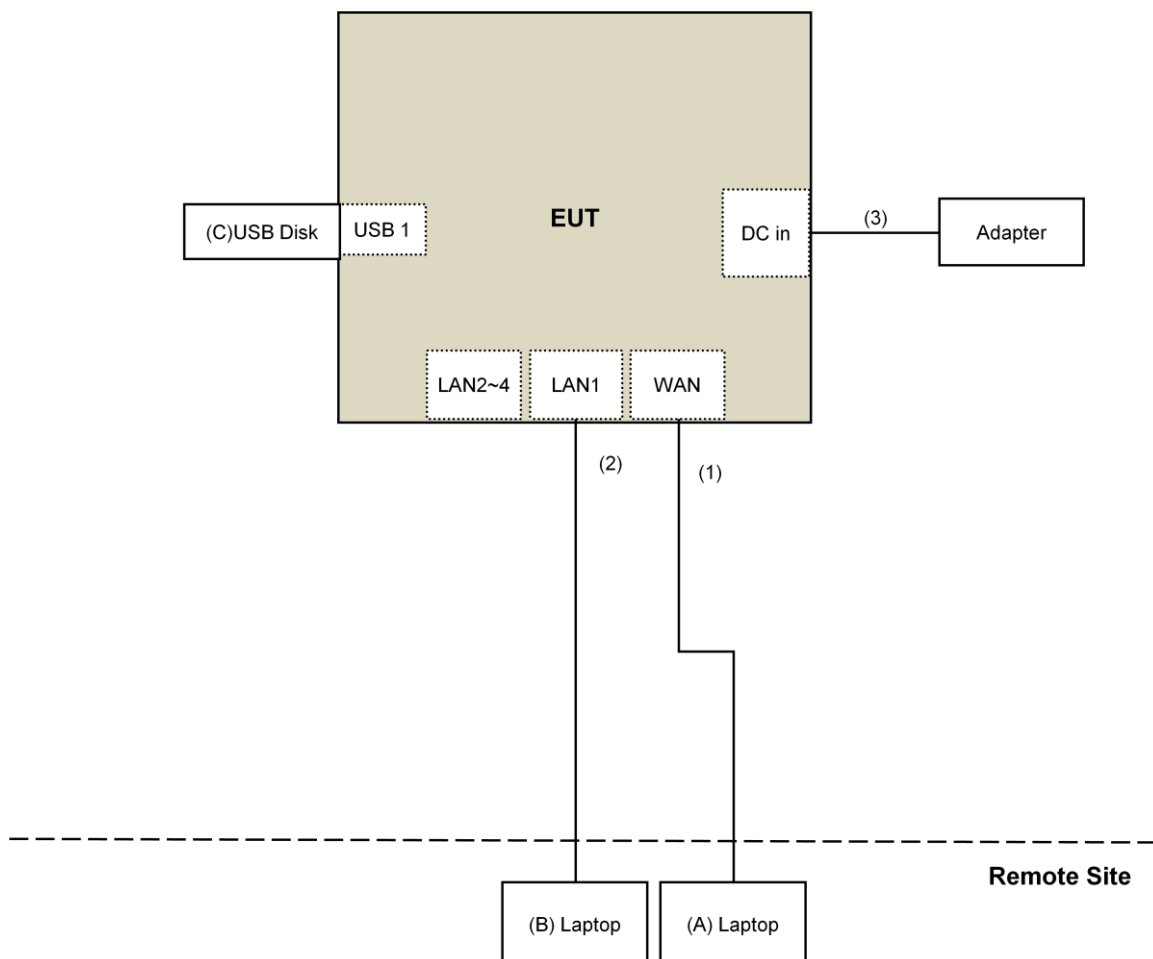 EUT
(C)USB Disk
USB 1
DC in
(3)
Adapter
LAN2~4
LAN1
WAN
(2)
(1)
Remote Site
(B) Laptop
(A) Laptop